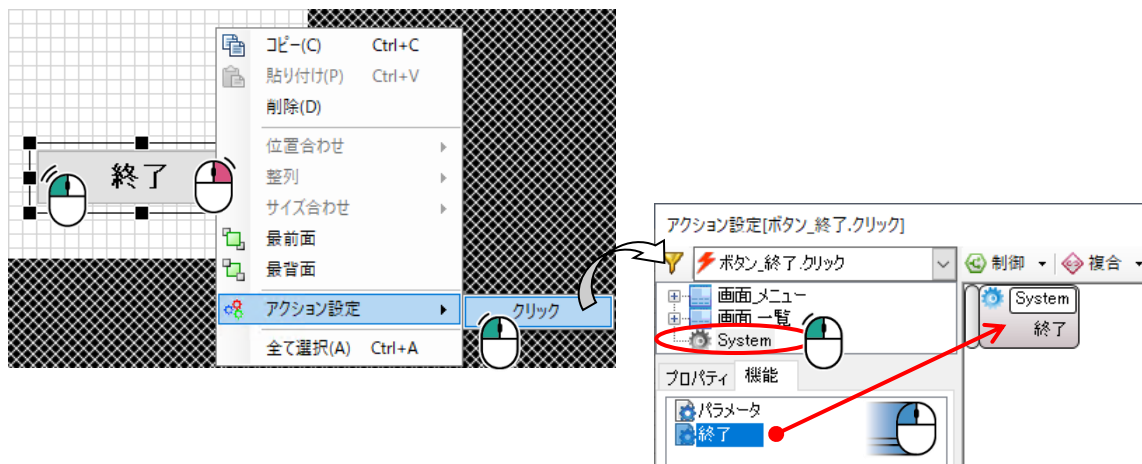 コピー(C) Ctrl+C
貼り付け(P) Ctrl+V
削除(D)
位置合わせ
終了
整列
サイズ合わせ
最前面
最背面
アクション設定
クリック
全て選択(A) Ctrl+A
アクション設定[ボタン_終了.クリック]
ボタン_終了.クリック
制御
複合
画面_メニュー
画面_一覧
System
System
終了
プロパティ
機能
パラメータ
終了